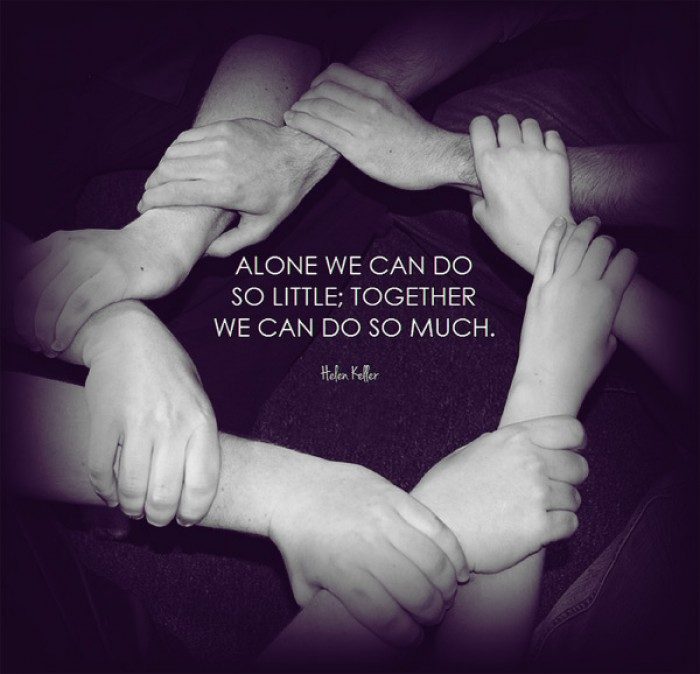 ALONE WE CAN DO
SO LITTLE; TOGETHER
WE CAN DO SO MUCH.
Helen Keller